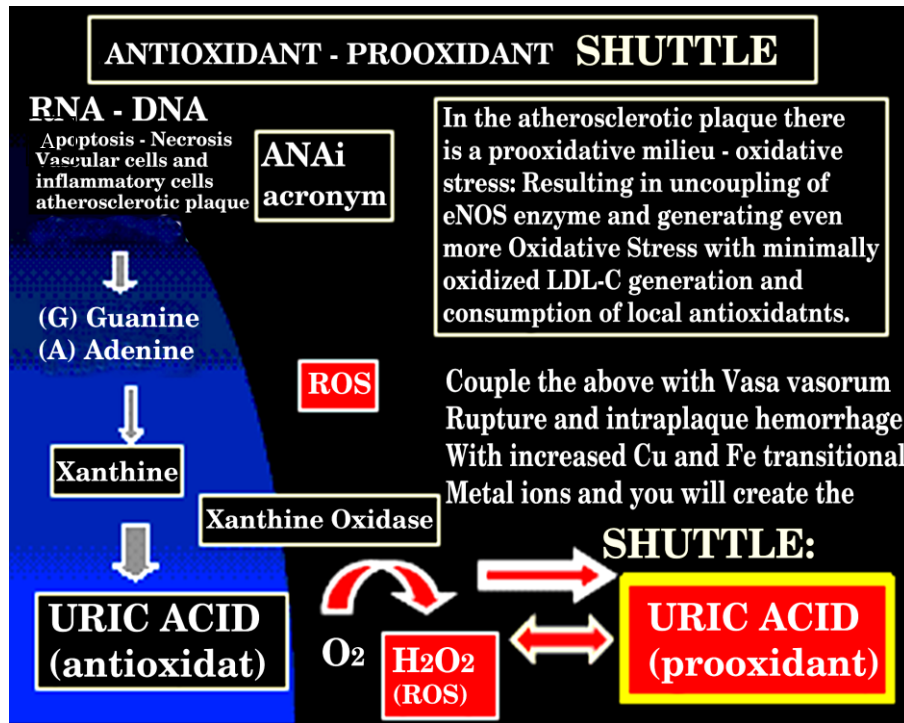 ANTIOXIDANT - PROOXIDANT SHUTTLE
RNA - DNA
Apoptosis - Necrosis
Vascular cells and
inflammatory cells
atherosclerotic plaque
ANAi
acronym
In the atherosclerotic plaque there
is a prooxidative milieu - oxidative
stress: Resulting in uncoupling of
eNOS enzyme and generating even
more Oxidative Stress with minimally
oxidized LDL-C generation and
consumption of local antioxidatnts.
(G) Guanine
(A) Adenine
ROS
Couple the above with Vasa vasorum
Rupture and intraplaque hemorrhage
With increased Cu and Fe transitional
Metal ions and you will create the
SHUTTLE:
Xanthine
Xanthine Oxidase
URIC ACID
(antioxidat)
O2
H2O2
(ROS)
URIC ACID
(prooxidant)